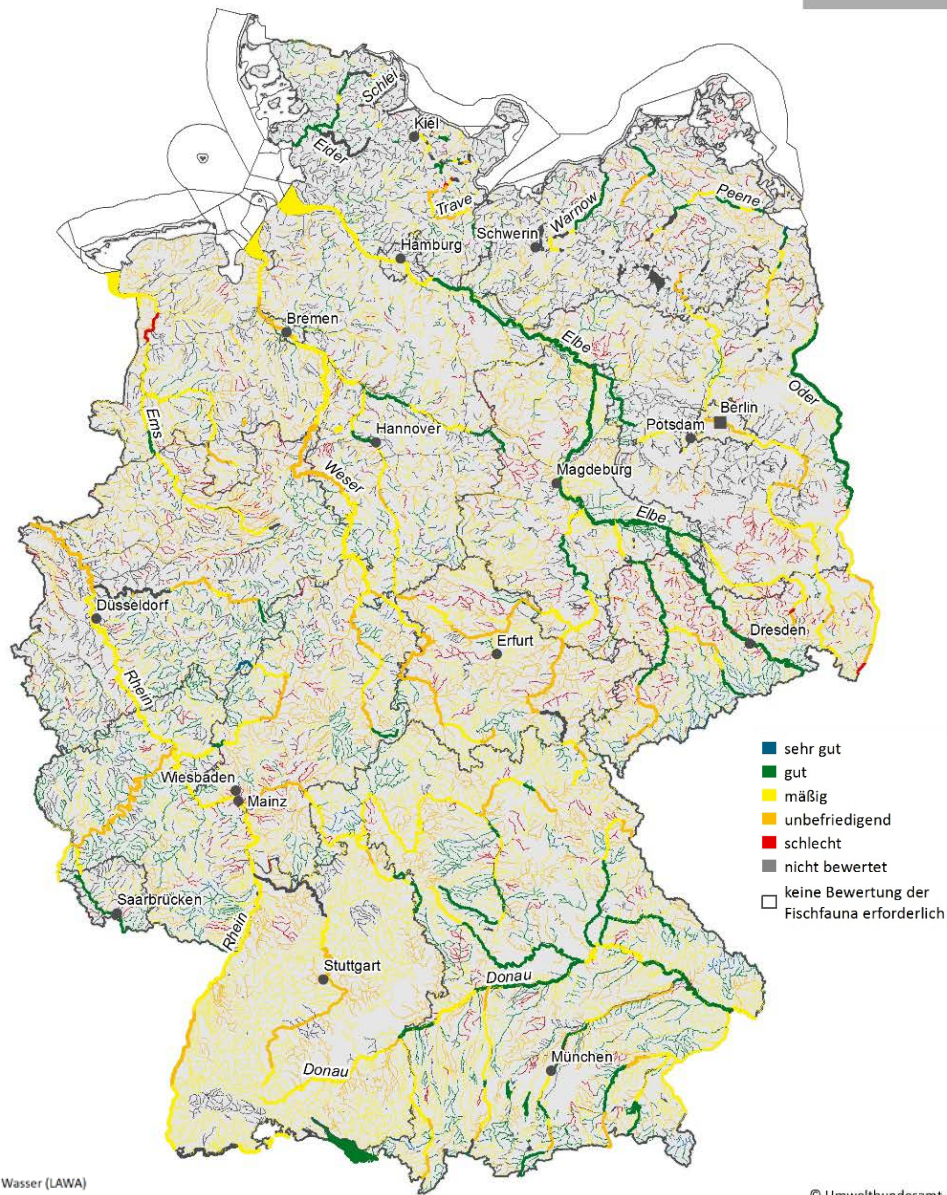 Schlei
Kiel
Eider
Trave
Warnow
Peene
Schwerin
Hamburg
Bremen
Elbe
Oder
Ems
Hannover
Berlin
Potsdam
Weser
Magdeburg
Elbe
Düsseldorf
Erfurt
Dresden
Rhein
Wiesbaden
Mainz
sehr gut
gut
mäßig
unbefriedigend
schlecht
nicht bewertet
keine Bewertung der
Fischfauna erforderlich
Saarbrücken
Rhein
Stuttgart
Donau
Donau
München
Wasser (LAWA)
© Umweltbundesamt